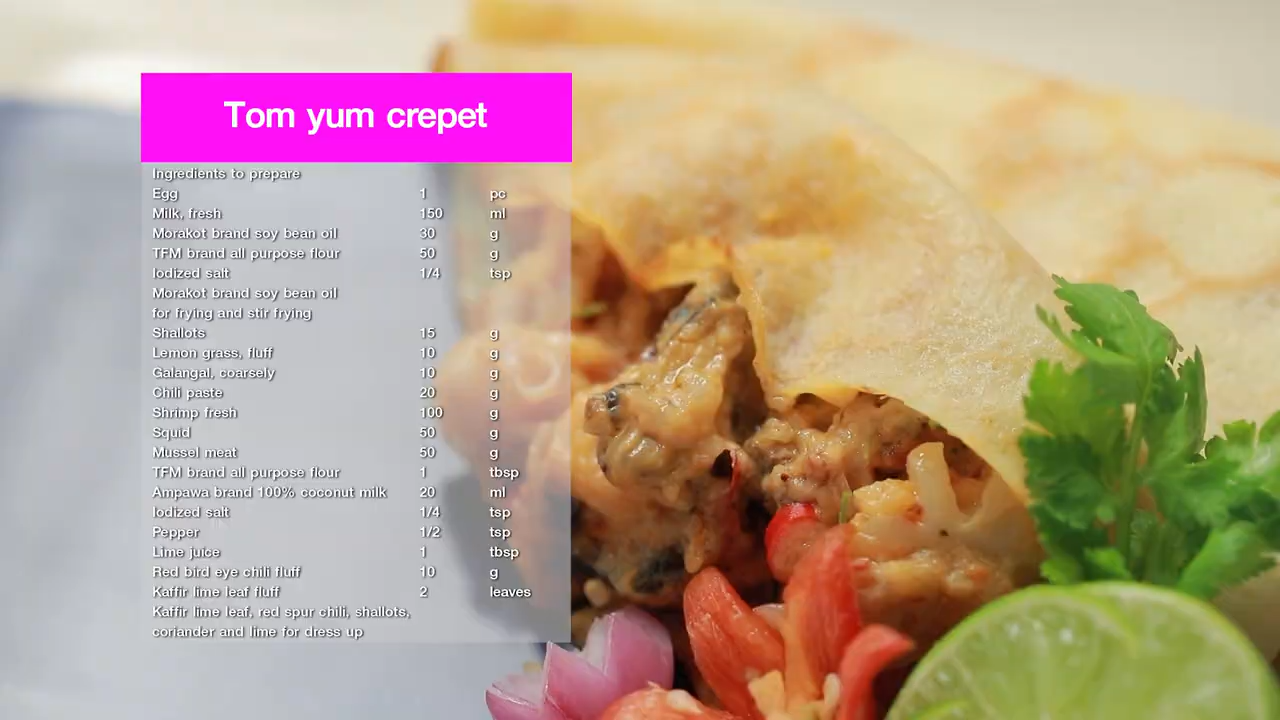 Tom yum crepet
Ingredients to prepare
Egg 1 pc
Milk, fresh 150 ml
Morakot brand soy bean oil 30 g
TFM brand all purpose flour 50 g
Iodized salt 1/4 tsp
Morakot brand soy bean oil
for frying and stir frying
Shallots 15 g
Lemon grass, fluff 10 g
Galangal, coarsely 10 g
Chili paste 20 g
Shrimp fresh 100 g
Squid 50 g
Mussel meat 50 g
TFM brand all purpose flour 1 tbsp
Ampawa brand 100% coconut milk 20 ml
Iodized salt 1/4 tsp
Pepper 1/2 tsp
Lime juice 1 tbsp
Red bird eye chili fluff 10 g
Kaffir lime leaf fluff 2 leaves
Kaffir lime leaf, red spur chili, shallots,
coriander and lime for dress up